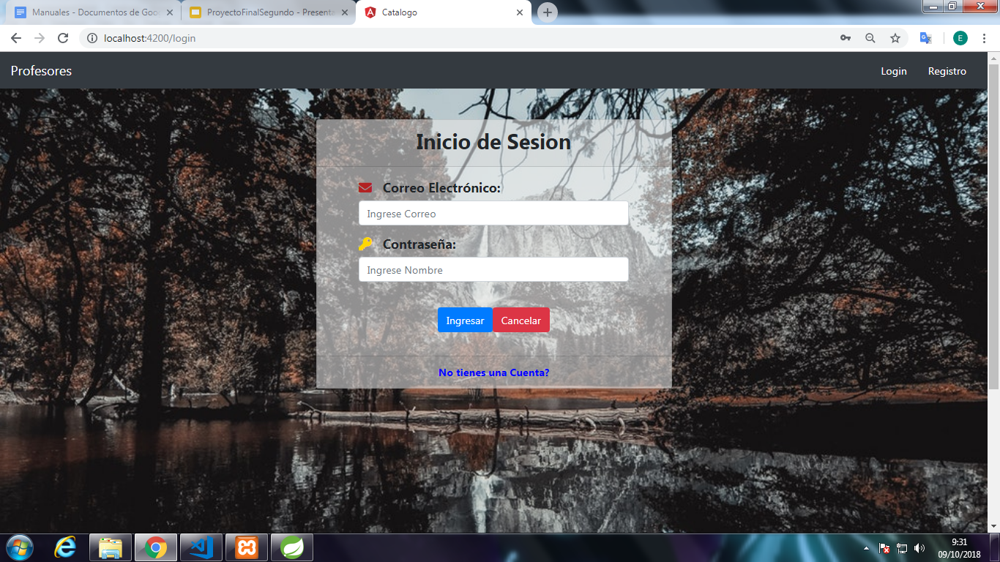 Manuales - Documentos de Goo
ProyectoFinalSegundo - Presenta
Catalogo
localhost:4200/login
E
Profesores
Login
Registro
Inicio de Sesion
Correo Electrónico:
Ingrese Correo
Contraseña:
Ingrese Nombre
Ingresar
Cancelar
No tienes una Cuenta?
9:31
09/10/2018